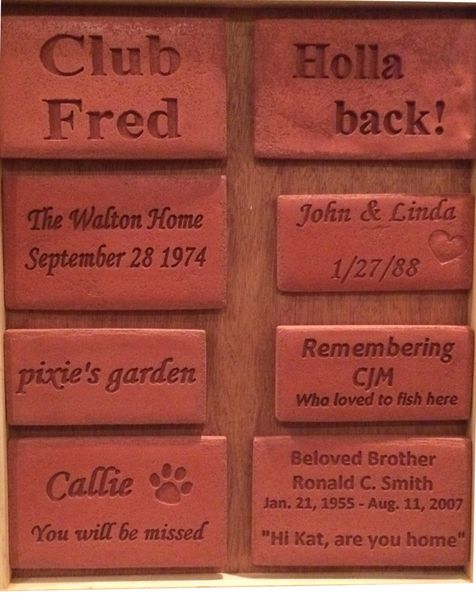 Club
Fred
Holla
back!
The Walton Home
September 28 1974
John & Linda
1/27/88
pixie's garden
Remembering
CJM
Who loved to fish here
Callie
You will be missed
Beloved Brother
Ronald C. Smith
Jan. 21, 1955 - Aug. 11, 2007
"Hi Kat, are you home"